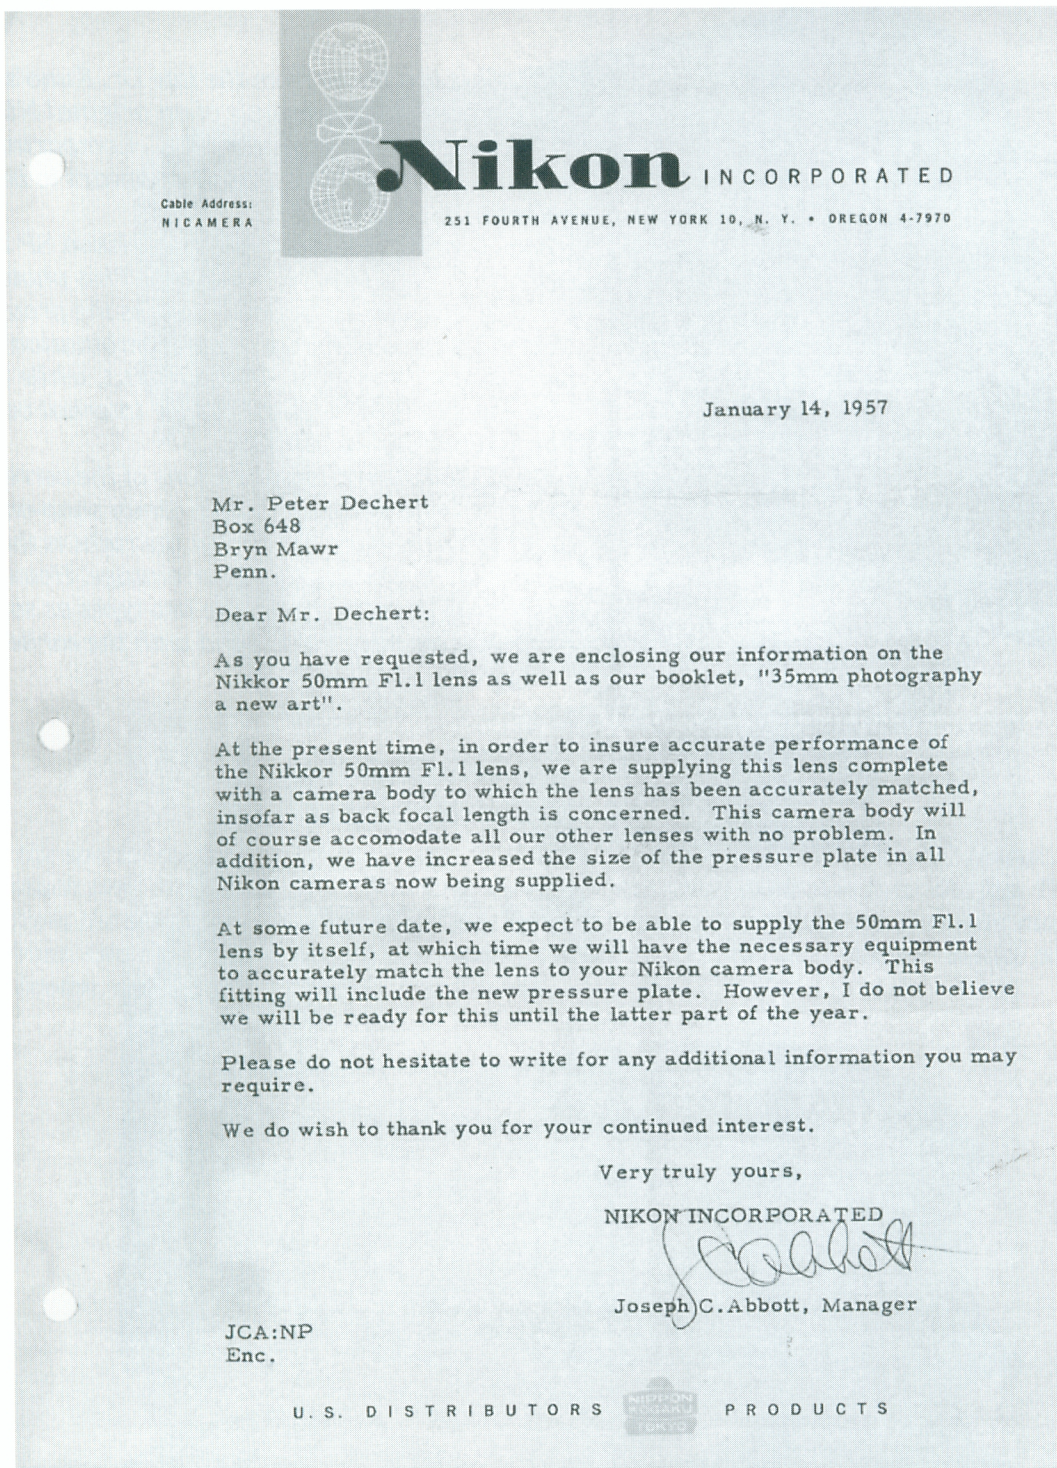 Nikon INCORPORATED
Cable Address:
NICAMERA
251 FOURTH AVENUE, NEW YORK 10, N. Y. • OREGON 4-7970
January 14, 1957
Mr. Peter Dechert
Box 648
Bryn Mawr
Penn.
Dear Mr. Dechert:
As you have requested, we are enclosing our information on the
Nikkor 50mm F1.1 lens as well as our booklet, "35mm photography
a new art".
At the present time, in order to insure accurate performance of
the Nikkor 50mm F1.1 lens, we are supplying this lens complete
with a camera body to which the lens has been accurately matched,
insofar as back focal length is concerned. This camera body will
of course accomodate all our other lenses with no problem. In
addition, we have increased the size of the pressure plate in all
Nikon cameras now being supplied.
At some future date, we expect to be able to supply the 50mm F1.1
lens by itself, at which time we will have the necessary equipment
to accurately match the lens to your Nikon camera body. This
fitting will include the new pressure plate. However, I do not believe
we will be ready for this until the latter part of the year.
Please do not hesitate to write for any additional information you may
require.
We do wish to thank you for your continued interest.
Very truly yours,
NIKON INCORPORATED
JCAbbott
Joseph C. Abbott, Manager
JCA:NP
Enc.
U.S. DISTRIBUTORS NIPPON KOGAKU TOKYO PRODUCTS